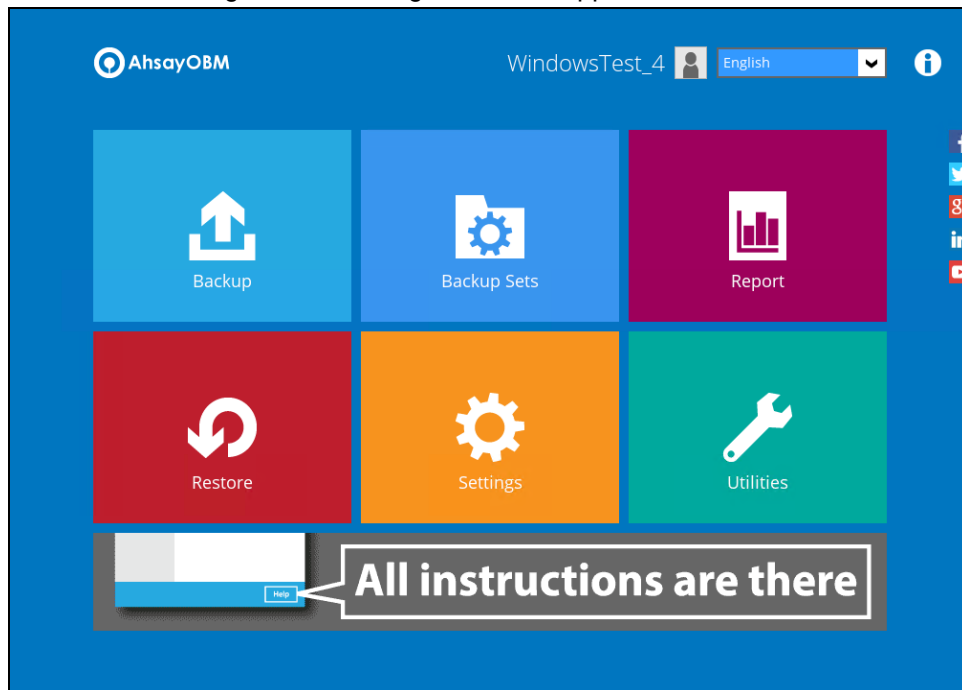 AhsayOBM
WindowsTest_4
English
Backup
Backup Sets
Report
Restore
Settings
Utilities
Help
All instructions are there